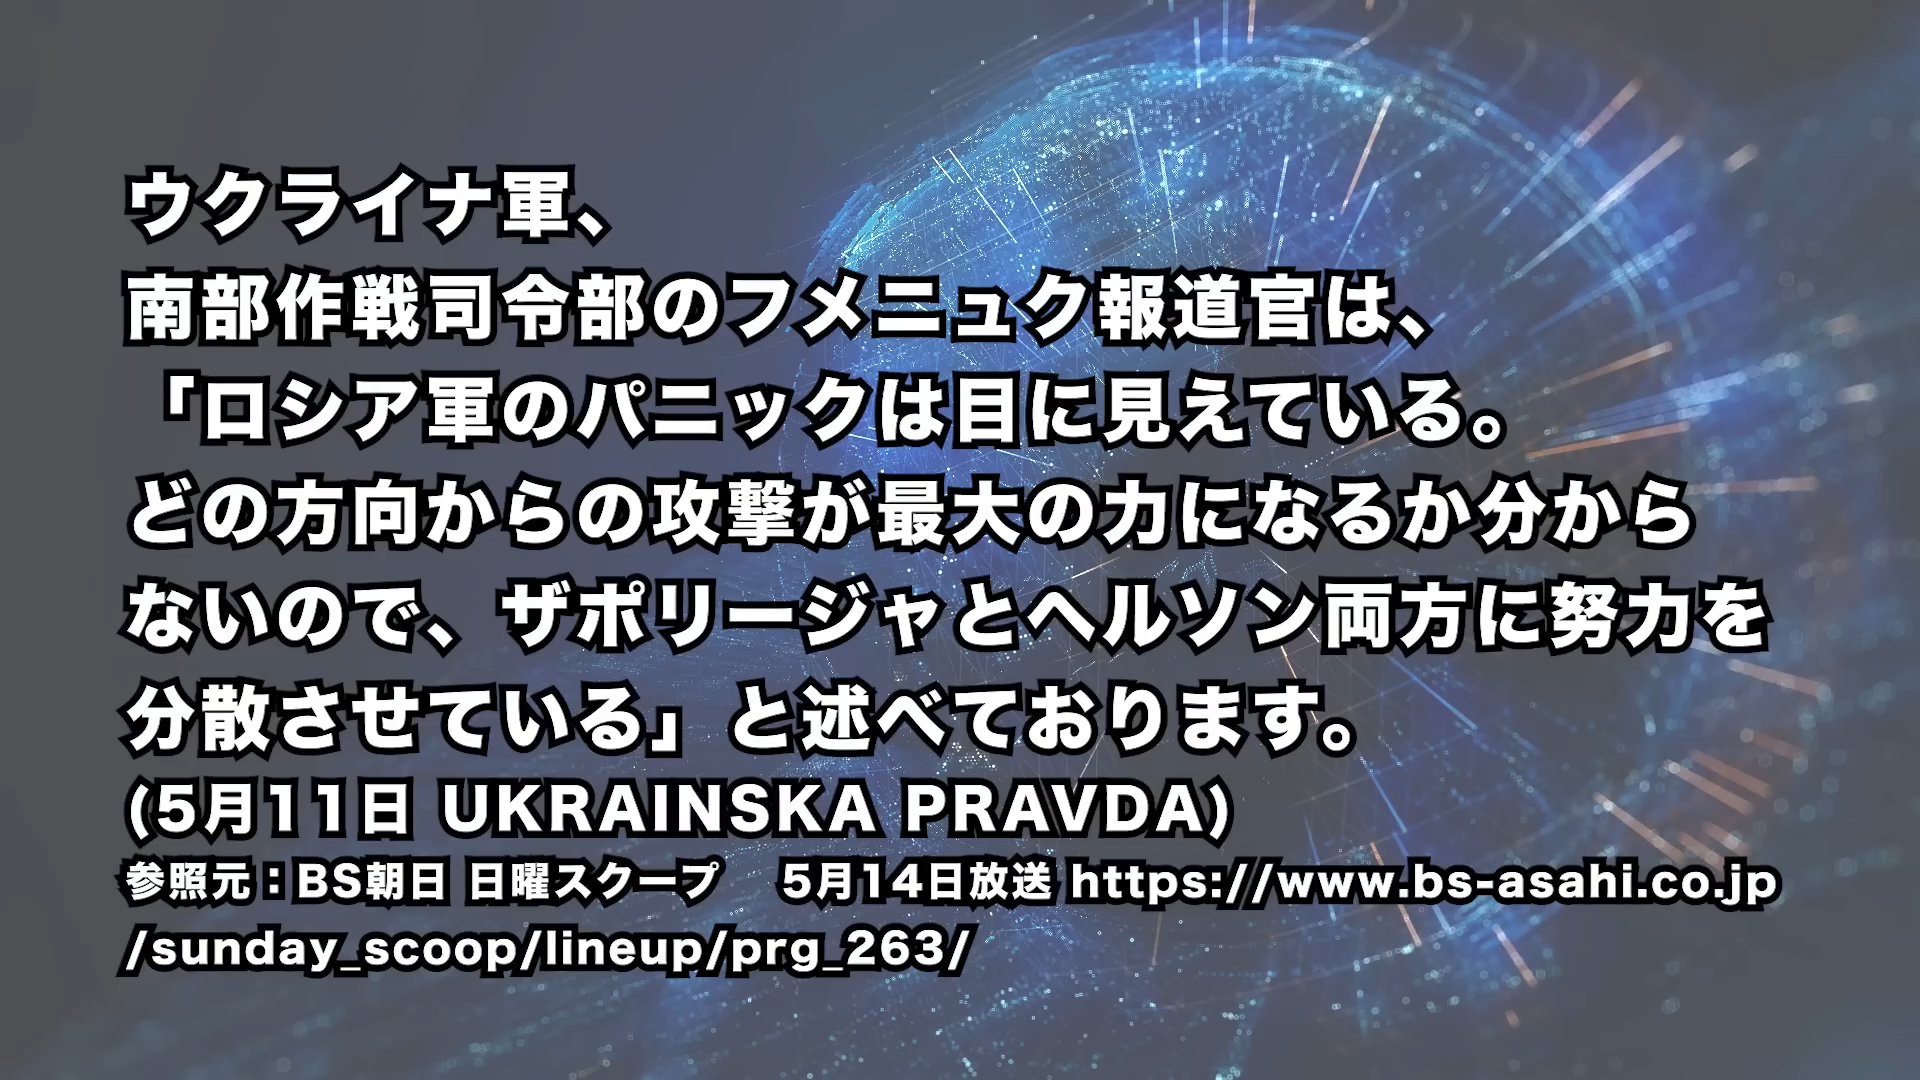 ウクライナ軍、
南部作戦司令部のフメニュク報道官は、
「ロシア軍のパニックは目に見えている。
どの方向からの攻撃が最大の力になるか分から
ないので、ザポリージャとヘルソン両方に努力を
分散させている」と述べております。
(5月11日 UKRAINSKA PRAVDA)
参照元：BS朝日 日曜スクープ　5月14日放送 https://www.bs-asahi.co.jp
/sunday_scoop/lineup/prg_263/